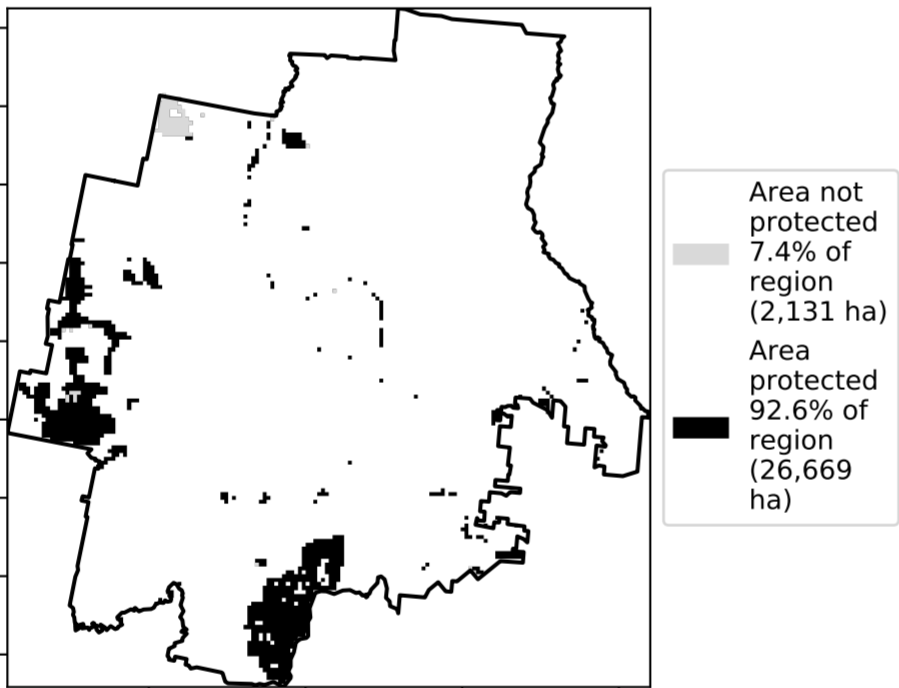 Area not
protected
7.4% of
region
(2,131 ha)
Area
protected
92.6% of
region
(26,669
ha)